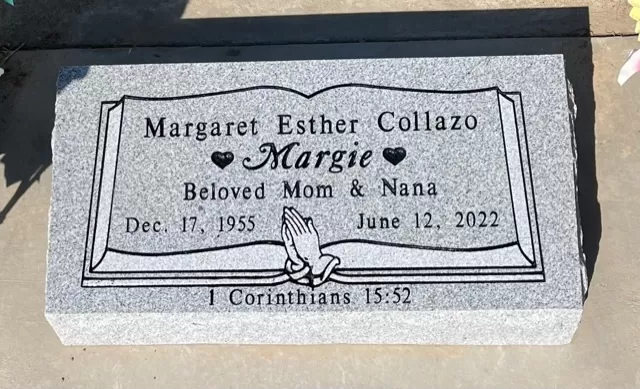 Margaret Esther Collazo
Margie
Beloved Mom & Nana
Dec. 17, 1955 June 12, 2022
1 Corinthians 15:52